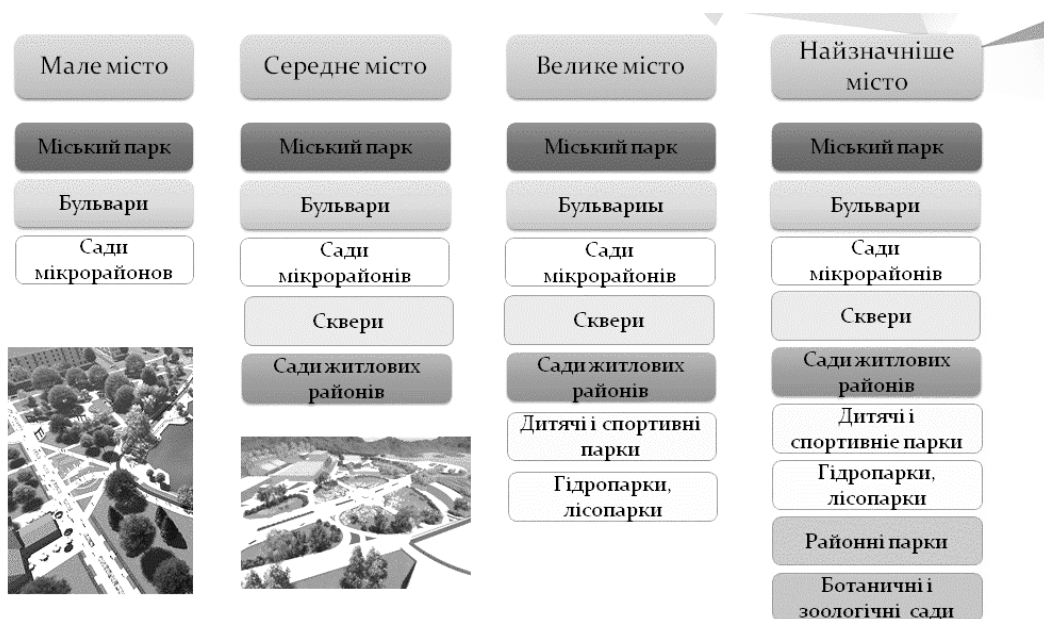 Мале місто
Міський парк
Бульвари
Сади
мікрорайонов
Середнє місто
Міський парк
Бульвари
Сади
мікрорайонів
Сквери
Сади житлових
районів
Велике місто
Міський парк
Бульвариы
Сади
мікрорайонів
Сквери
Сади житлових
районів
Дитячі і спортивні
парки
Гідропарки,
лісопарки
Найзначніше
місто
Міський парк
Бульвари
Сади
мікрорайонів
Сквери
Сади житлових
районів
Дитячі і
спортивніе парки
Гідропарки,
лісопарки
Районні парки
Ботаничні і
зоологічні сади